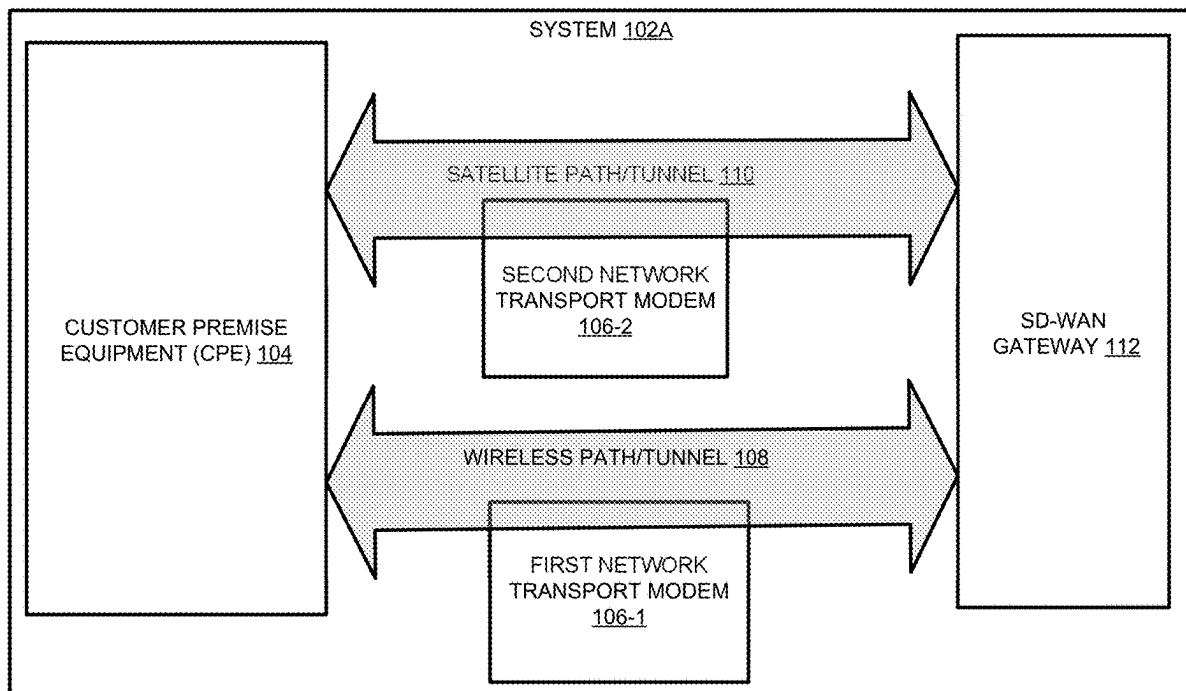 SYSTEM 102A
SATELLITE PATH/TUNNEL 110
SECOND NETWORK
TRANSPORT MODEM
106-2
CUSTOMER PREMISE
EQUIPMENT (CPE) 104
SD-WAN
GATEWAY 112
WIRELESS PATH/TUNNEL 108
FIRST NETWORK
TRANSPORT MODEM
106-1